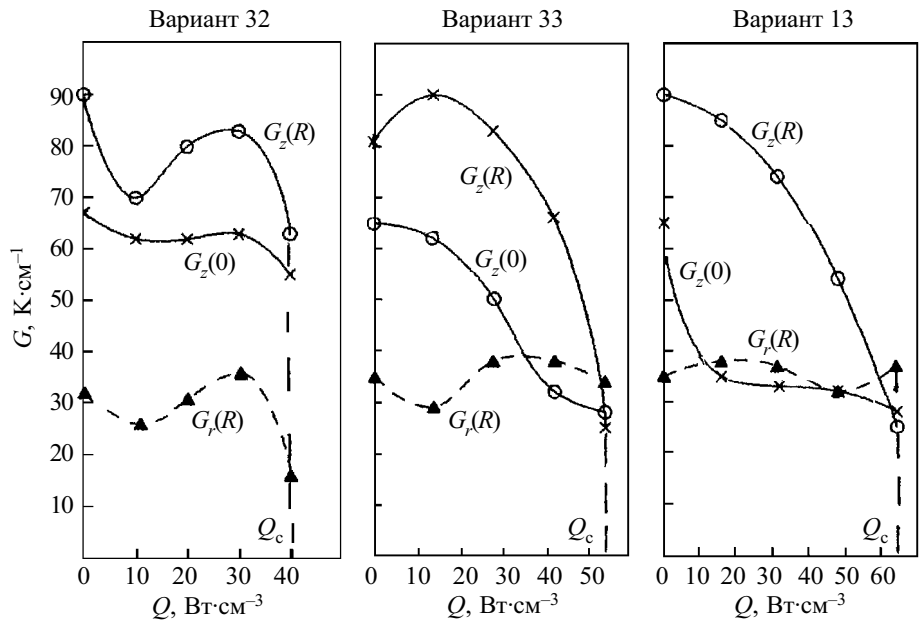 Вариант 32
Вариант 33
Вариант 13
G, К·см⁻¹
90
80
70
60
50
40
30
20
10
G_z(R)
G_z(0)
G_r(R)
Q_c
0 10 20 30 40
Q, Вт·см⁻³
G_z(R)
G_z(0)
G_r(R)
Q_c
0 10 20 30 40 50
Q, Вт·см⁻³
G_z(R)
G_z(0)
G_r(R)
Q_c
0 10 20 30 40 50 60
Q, Вт·см⁻³